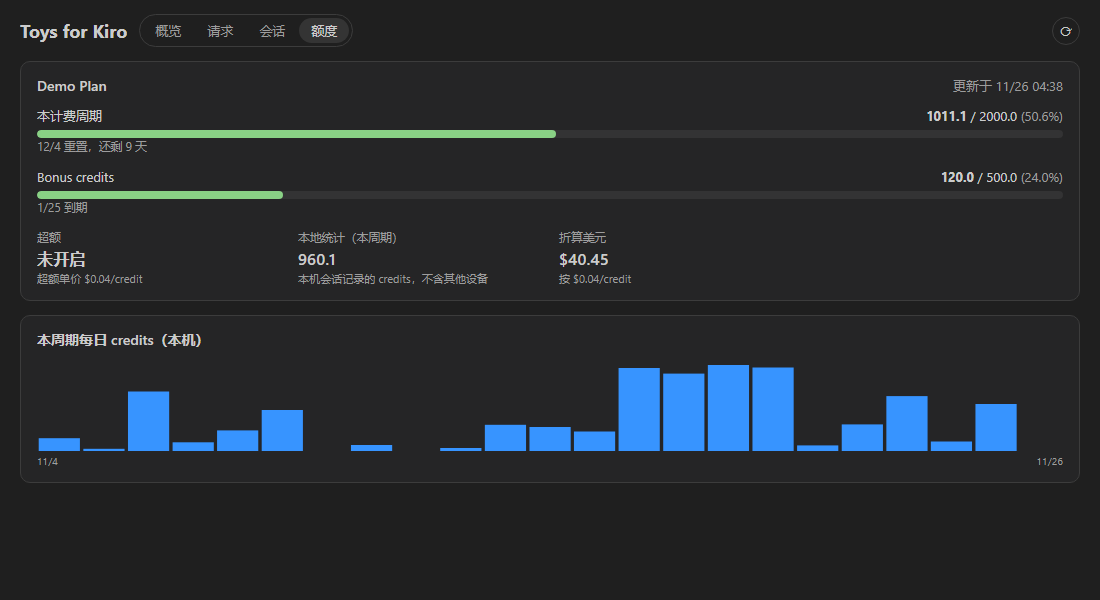 Toys for Kiro 概览 请求 会话 额度
Demo Plan 更新于 11/26 04:38
本计费周期 1011.1 / 2000.0 (50.6%)
12/4 重置，还剩 9 天
Bonus credits 120.0 / 500.0 (24.0%)
1/25 到期
超额 本地统计（本周期） 折算美元
未开启 960.1 $40.45
超额单价 $0.04/credit 本机会话记录的 credits，不含其他设备 按 $0.04/credit
本周期每日 credits（本机）
11/4 11/26